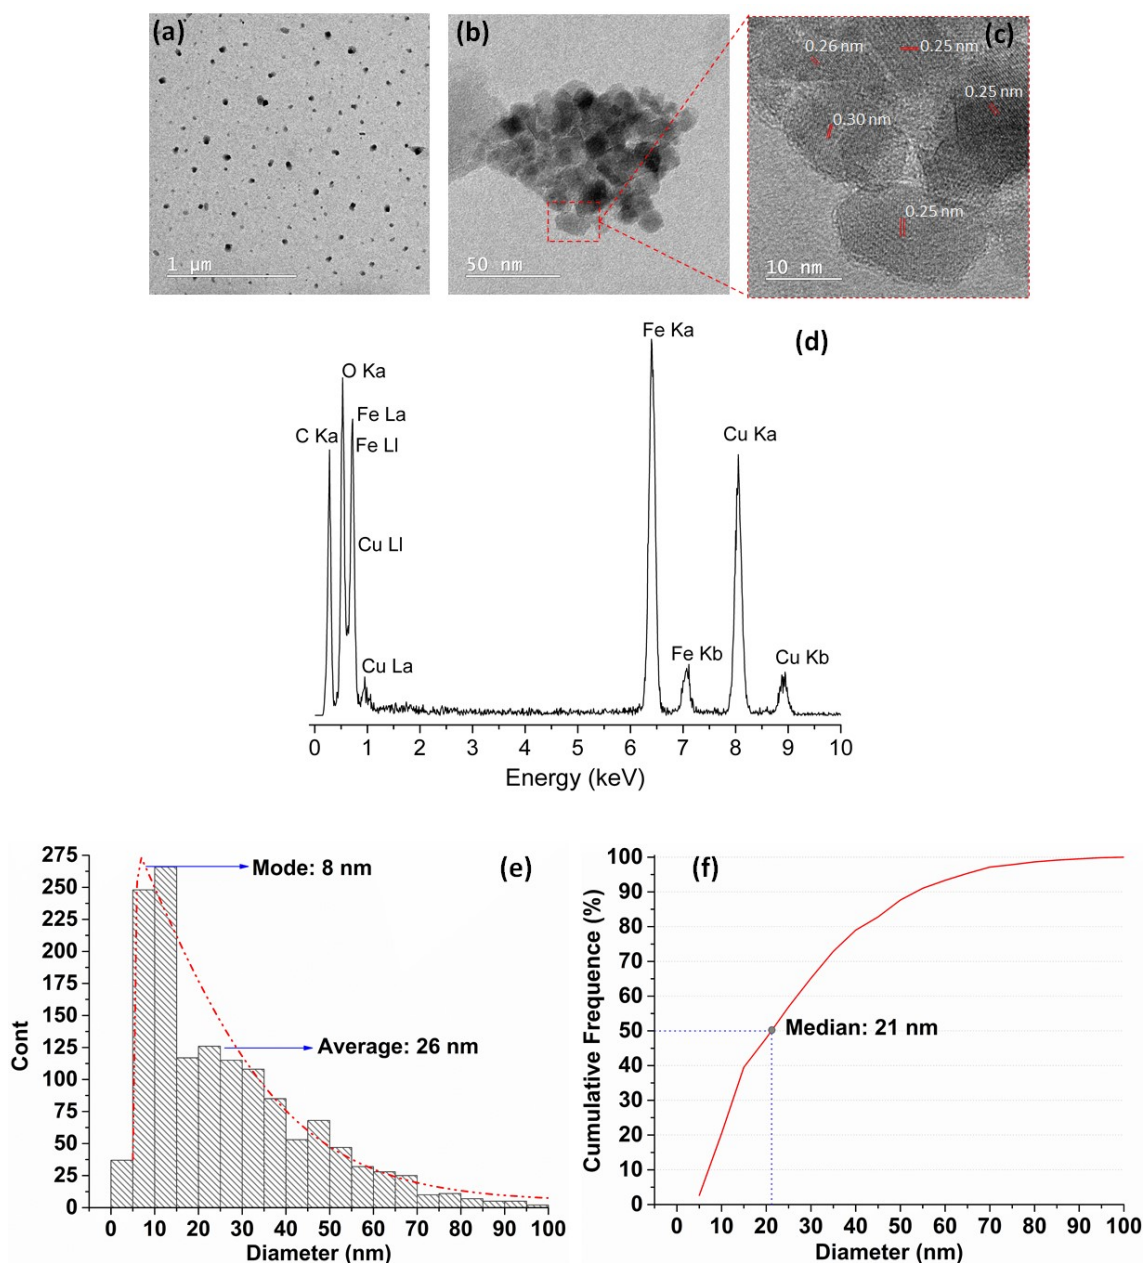 (a)
1 µm
(b)
50 nm
(c)
0.26 nm
0.25 nm
0.25 nm
0.30 nm
0.25 nm
10 nm
(d)
Fe Ka
O Ka
Fe La
C Ka
Fe Ll
Cu Ka
Cu Ll
Cu La
Fe Kb
Cu Kb
0 1 2 3 4 5 6 7 8 9 10
Energy (keV)
(e)
275
250
225
200
175
150
125
100
75
50
25
0
Cont
Mode: 8 nm
Average: 26 nm
0 10 20 30 40 50 60 70 80 90 100
Diameter (nm)
(f)
100
90
80
70
60
50
40
30
20
10
0
Cumulative Frequence (%)
Median: 21 nm
0 10 20 30 40 50 60 70 80 90 100
Diameter (nm)